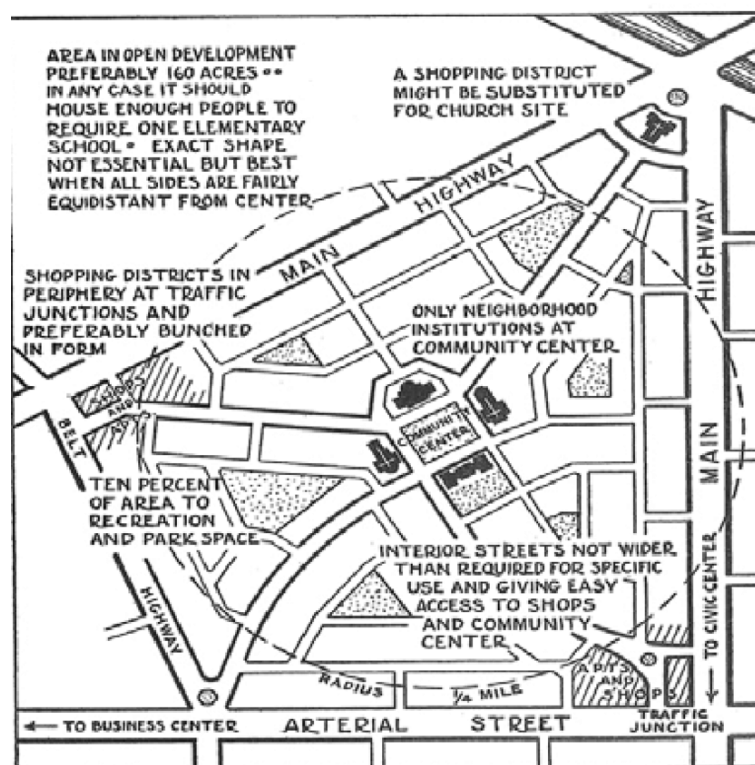 AREA IN OPEN DEVELOPMENT
PREFERABLY 160 ACRES ••
IN ANY CASE IT SHOULD
HOUSE ENOUGH PEOPLE TO
REQUIRE ONE ELEMENTARY
SCHOOL • EXACT SHAPE
NOT ESSENTIAL BUT BEST
WHEN ALL SIDES ARE FAIRLY
EQUIDISTANT FROM CENTER
A SHOPPING DISTRICT
MIGHT BE SUBSTITUTED
FOR CHURCH SITE
MAIN HIGHWAY
HIGHWAY
MAIN
SHOPPING DISTRICTS IN
PERIPHERY AT TRAFFIC
JUNCTIONS AND
PREFERABLY BUNCHED
IN FORM
ONLY NEIGHBORHOOD
INSTITUTIONS AT
COMMUNITY CENTER
SHOPS
AND
BELT
HIGHWAY
COMMUNITY
CENTER
TEN PERCENT
OF AREA TO
RECREATION
AND PARK SPACE
INTERIOR STREETS NOT WIDER
THAN REQUIRED FOR SPECIFIC
USE AND GIVING EASY
ACCESS TO SHOPS
AND COMMUNITY
CENTER
TO CIVIC CENTER
APTS
AND
SHOPS
RADIUS 1/4 MILE
TRAFFIC
JUNCTION
← TO BUSINESS CENTER
ARTERIAL STREET